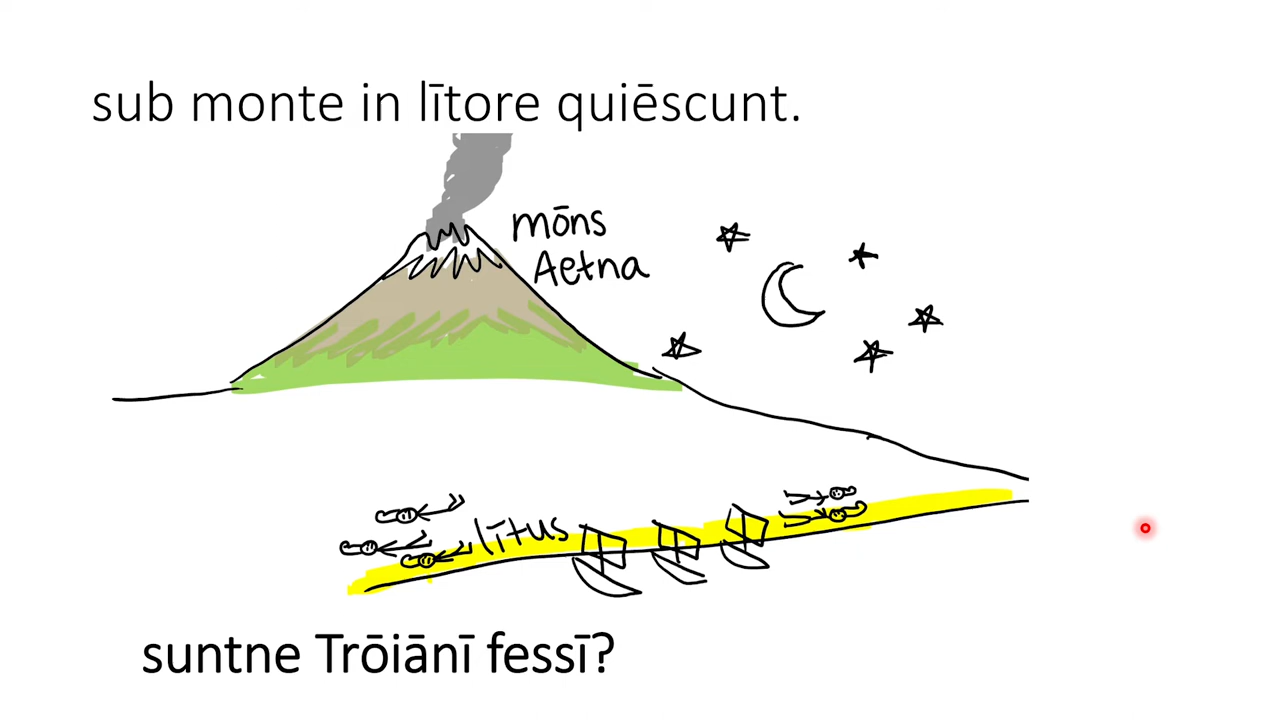 sub monte in lītore quiēscunt.
mōns
Aetna
lītus
suntne Trōiānī fessī?